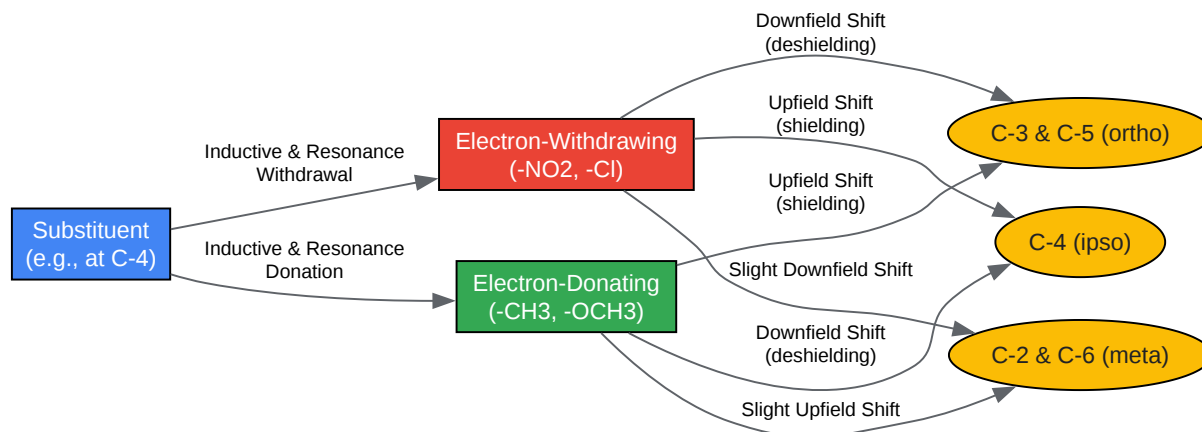 Downfield Shift
(deshielding)
Upfield Shift
(shielding)
C-3 & C-5 (ortho)
Electron-Withdrawing
(-NO2, -Cl)
Inductive & Resonance
Withdrawal
Upfield Shift
(shielding)
Substituent
(e.g., at C-4)
C-4 (ipso)
Inductive & Resonance
Donation
Slight Downfield Shift
Electron-Donating
(-CH3, -OCH3)
Downfield Shift
(deshielding)
C-2 & C-6 (meta)
Slight Upfield Shift